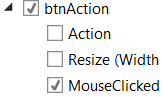 btnAction
Action
Resize (Width
MouseClicked